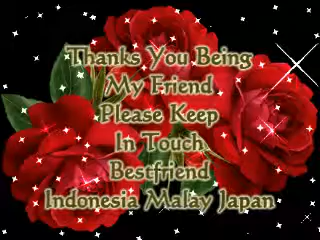 Thanks You Being
My Friend
Please Keep
In Touch
Bestfriend
Indonesia Malay Japan